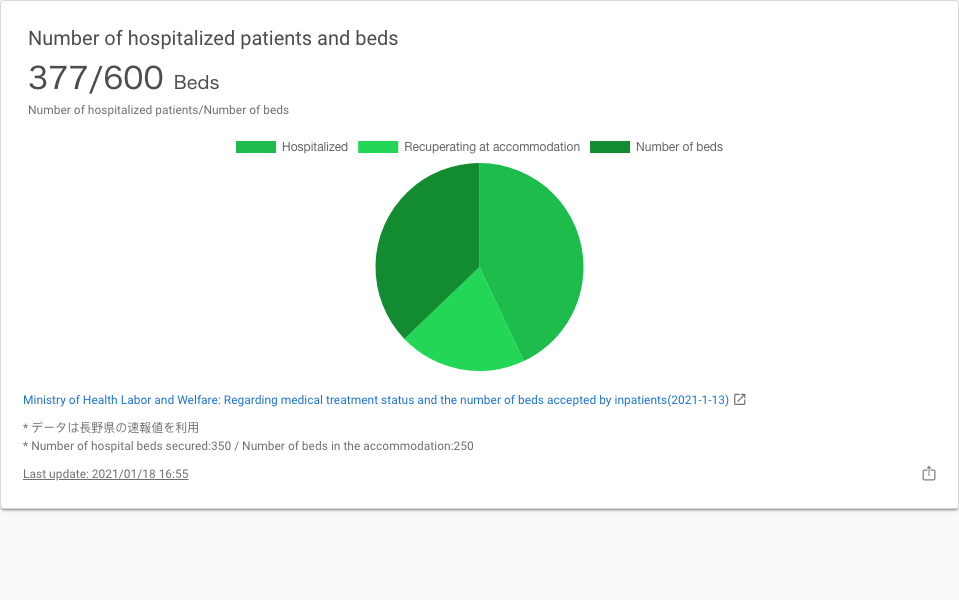 Number of hospitalized patients and beds
377/600 Beds
Number of hospitalized patients/Number of beds
Hospitalized Recuperating at accommodation Number of beds
Ministry of Health Labor and Welfare: Regarding medical treatment status and the number of beds accepted by inpatients(2021-1-13)
* データは長野県の速報値を利用
* Number of hospital beds secured:350 / Number of beds in the accommodation:250
Last update: 2021/01/18 16:55